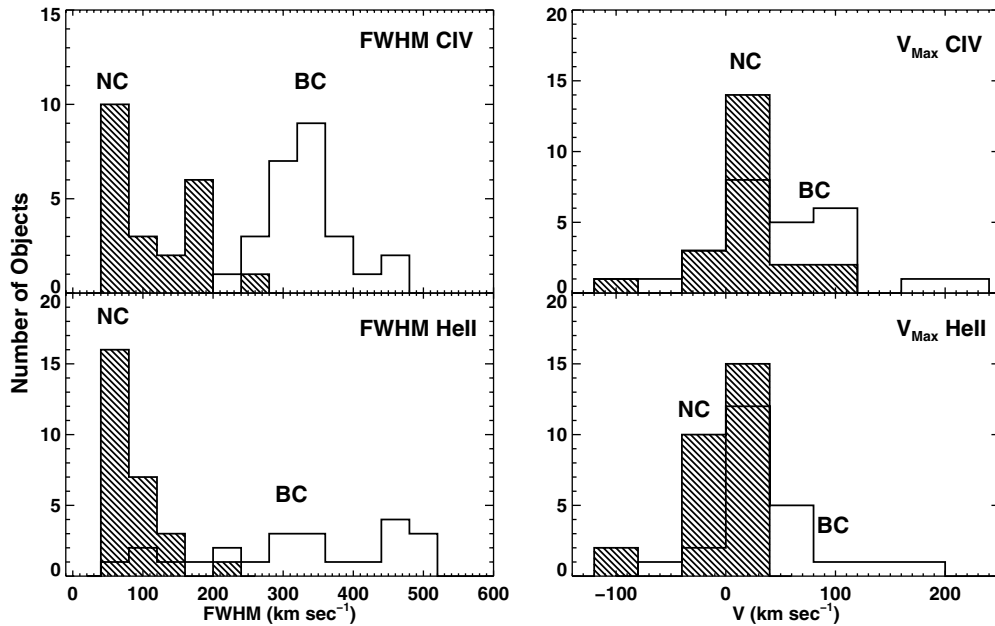 Number of Objects
FWHM CIV
NC
BC
15
10
5
0
V_Max CIV
NC
BC
20
15
10
5
0
FWHM HeII
NC
BC
20
15
10
5
0
0 100 200 300 400 500 600
FWHM (km sec⁻¹)
V_Max HeII
NC
BC
20
15
10
5
0
−100 0 100 200
V (km sec⁻¹)